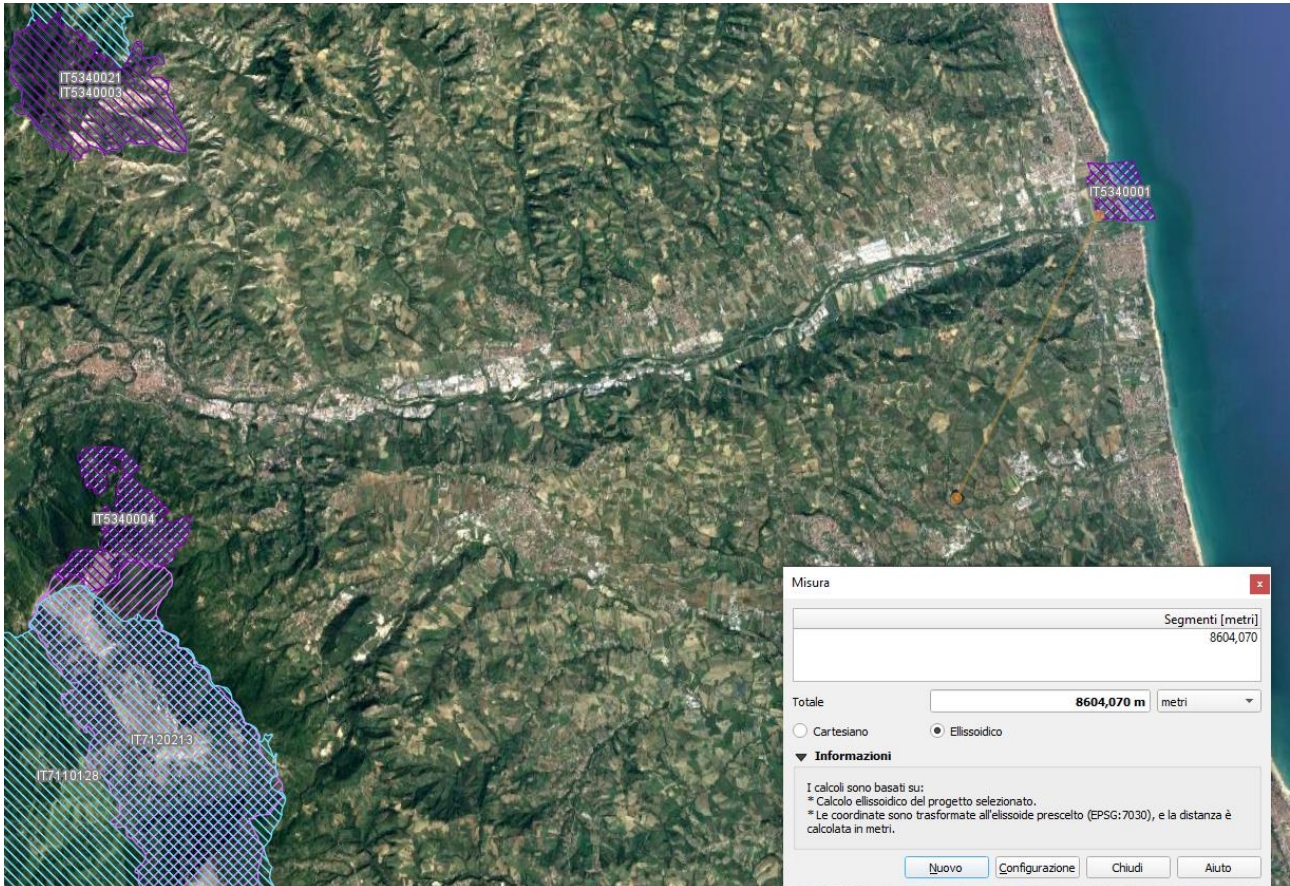 IT5340021
IT5340003
IT5340001
IT5340004
IT7120213
IT7110128
Misura
x
Segmenti [metri]
8604,070
Totale 8604,070 m metri
Cartesiano Ellissoidico
Informazioni
I calcoli sono basati su:
* Calcolo ellissoidico del progetto selezionato.
* Le coordinate sono trasformate all'elissoide prescelto (EPSG:7030), e la distanza è
calcolata in metri.
Nuovo Configurazione Chiudi Aiuto